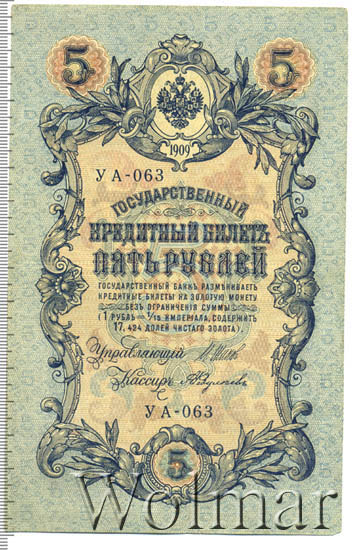 5 5
1909
УА-063
ГОСУДАРСТВЕННЫЙ
КРЕДИТНЫЙ БИЛЕТЪ
ПЯТЬ РУБЛЕЙ
ГОСУДАРСТВЕННЫЙ БАНКЪ РАЗМѢНИВАЕТЪ
КРЕДИТНЫЕ БИЛЕТЫ НА ЗОЛОТУЮ МОНЕТУ
БЕЗЪ ОГРАНИЧЕНІЯ СУММЫ
(1 РУБЛЬ = 1/15 ИМПЕРІАЛА, СОДЕРЖИТЪ
17,424 ДОЛЕЙ ЧИСТАГО ЗОЛОТА)
Управляющій
Кассиръ
УА-063
5
Wolmar